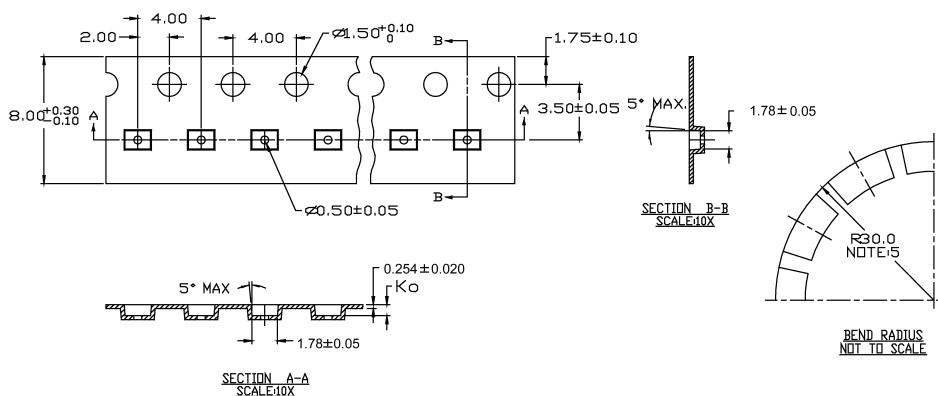 4.00
2.00
4.00
⌀1.50 +0.10 0
B
1.75±0.10
8.00 +0.30 -0.10
A
A
3.50±0.05
B
⌀0.50±0.05
5° MAX.
1.78±0.05
SECTION B-B
SCALE:10X
R30.0
NOTE:5
BEND RADIUS
NOT TO SCALE
5° MAX
0.254±0.020
Ko
1.78±0.05
SECTION A-A
SCALE:10X